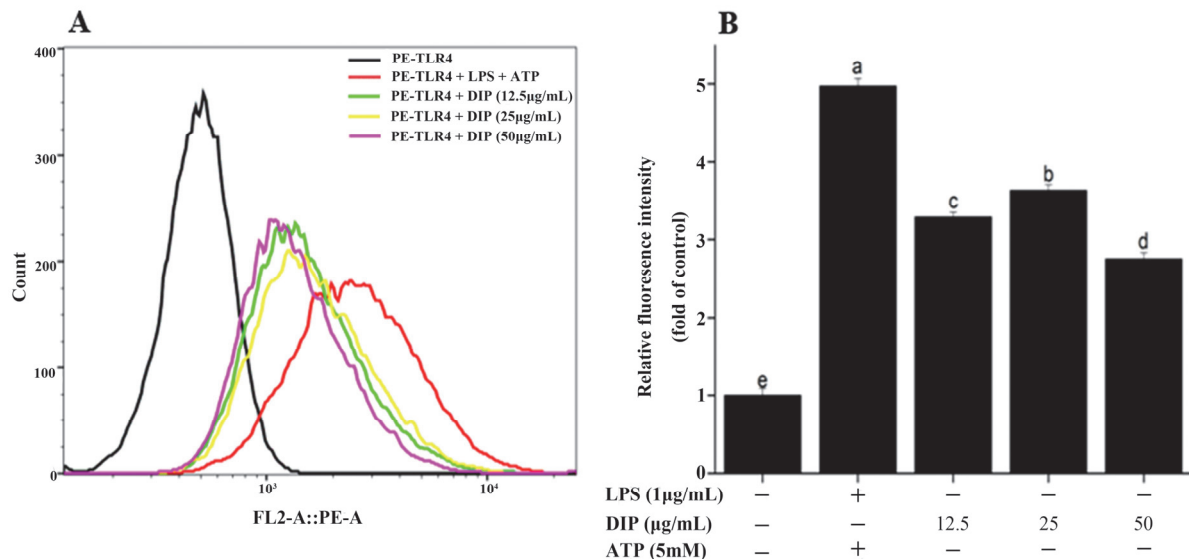 A
PE-TLR4
PE-TLR4 + LPS + ATP
PE-TLR4 + DIP (12.5μg/mL)
PE-TLR4 + DIP (25μg/mL)
PE-TLR4 + DIP (50μg/mL)
400
300
200
100
0
Count
10³
10⁴
FL2-A::PE-A
B
Relative fluoresence intensity
(fold of control)
5
4
3
2
1
0
e
a
c
b
d
LPS (1μg/mL) – + – – –
DIP (μg/mL) – – 12.5 25 50
ATP (5mM) – + – – –